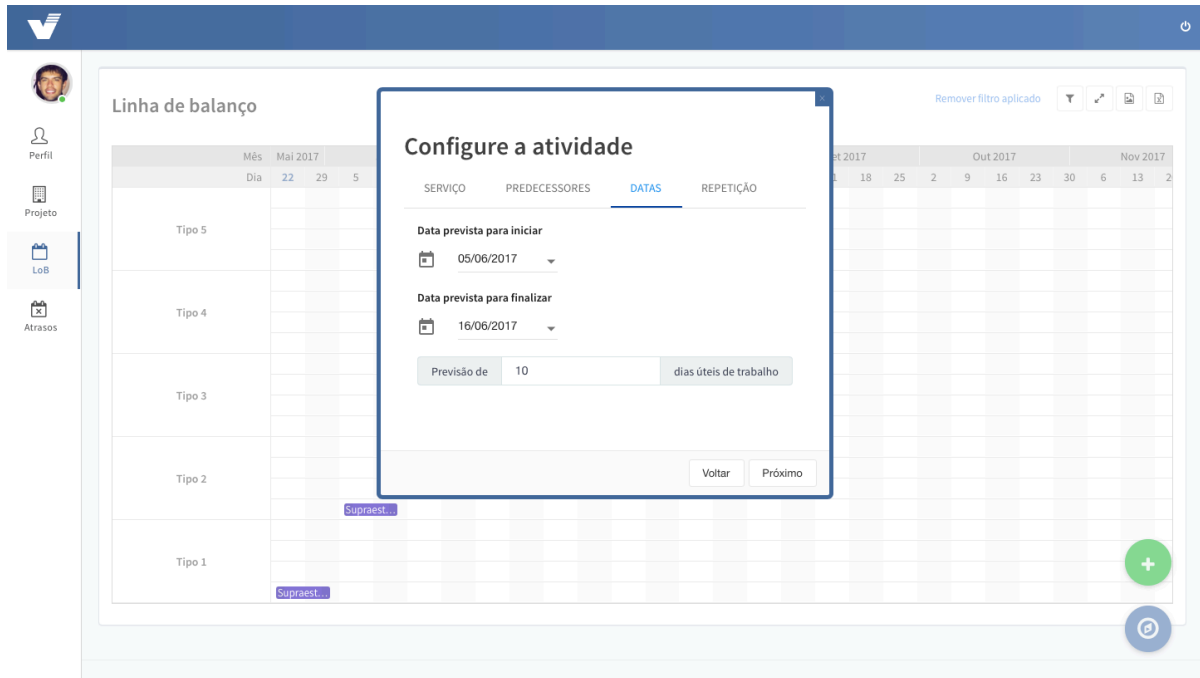 Perfil
Projeto
LoB
Atrasos
Linha de balanço
Remover filtro aplicado
Mês Mai 2017 Out 2017 Nov 2017
Dia 22 29 5 18 25 2 9 16 23 30 6 13
Tipo 5
Tipo 4
Tipo 3
Tipo 2
Supraest...
Tipo 1
Supraest...
Configure a atividade
SERVIÇO PREDECESSORES DATAS REPETIÇÃO
Data prevista para iniciar
05/06/2017
Data prevista para finalizar
16/06/2017
Previsão de 10 dias úteis de trabalho
Voltar Próximo